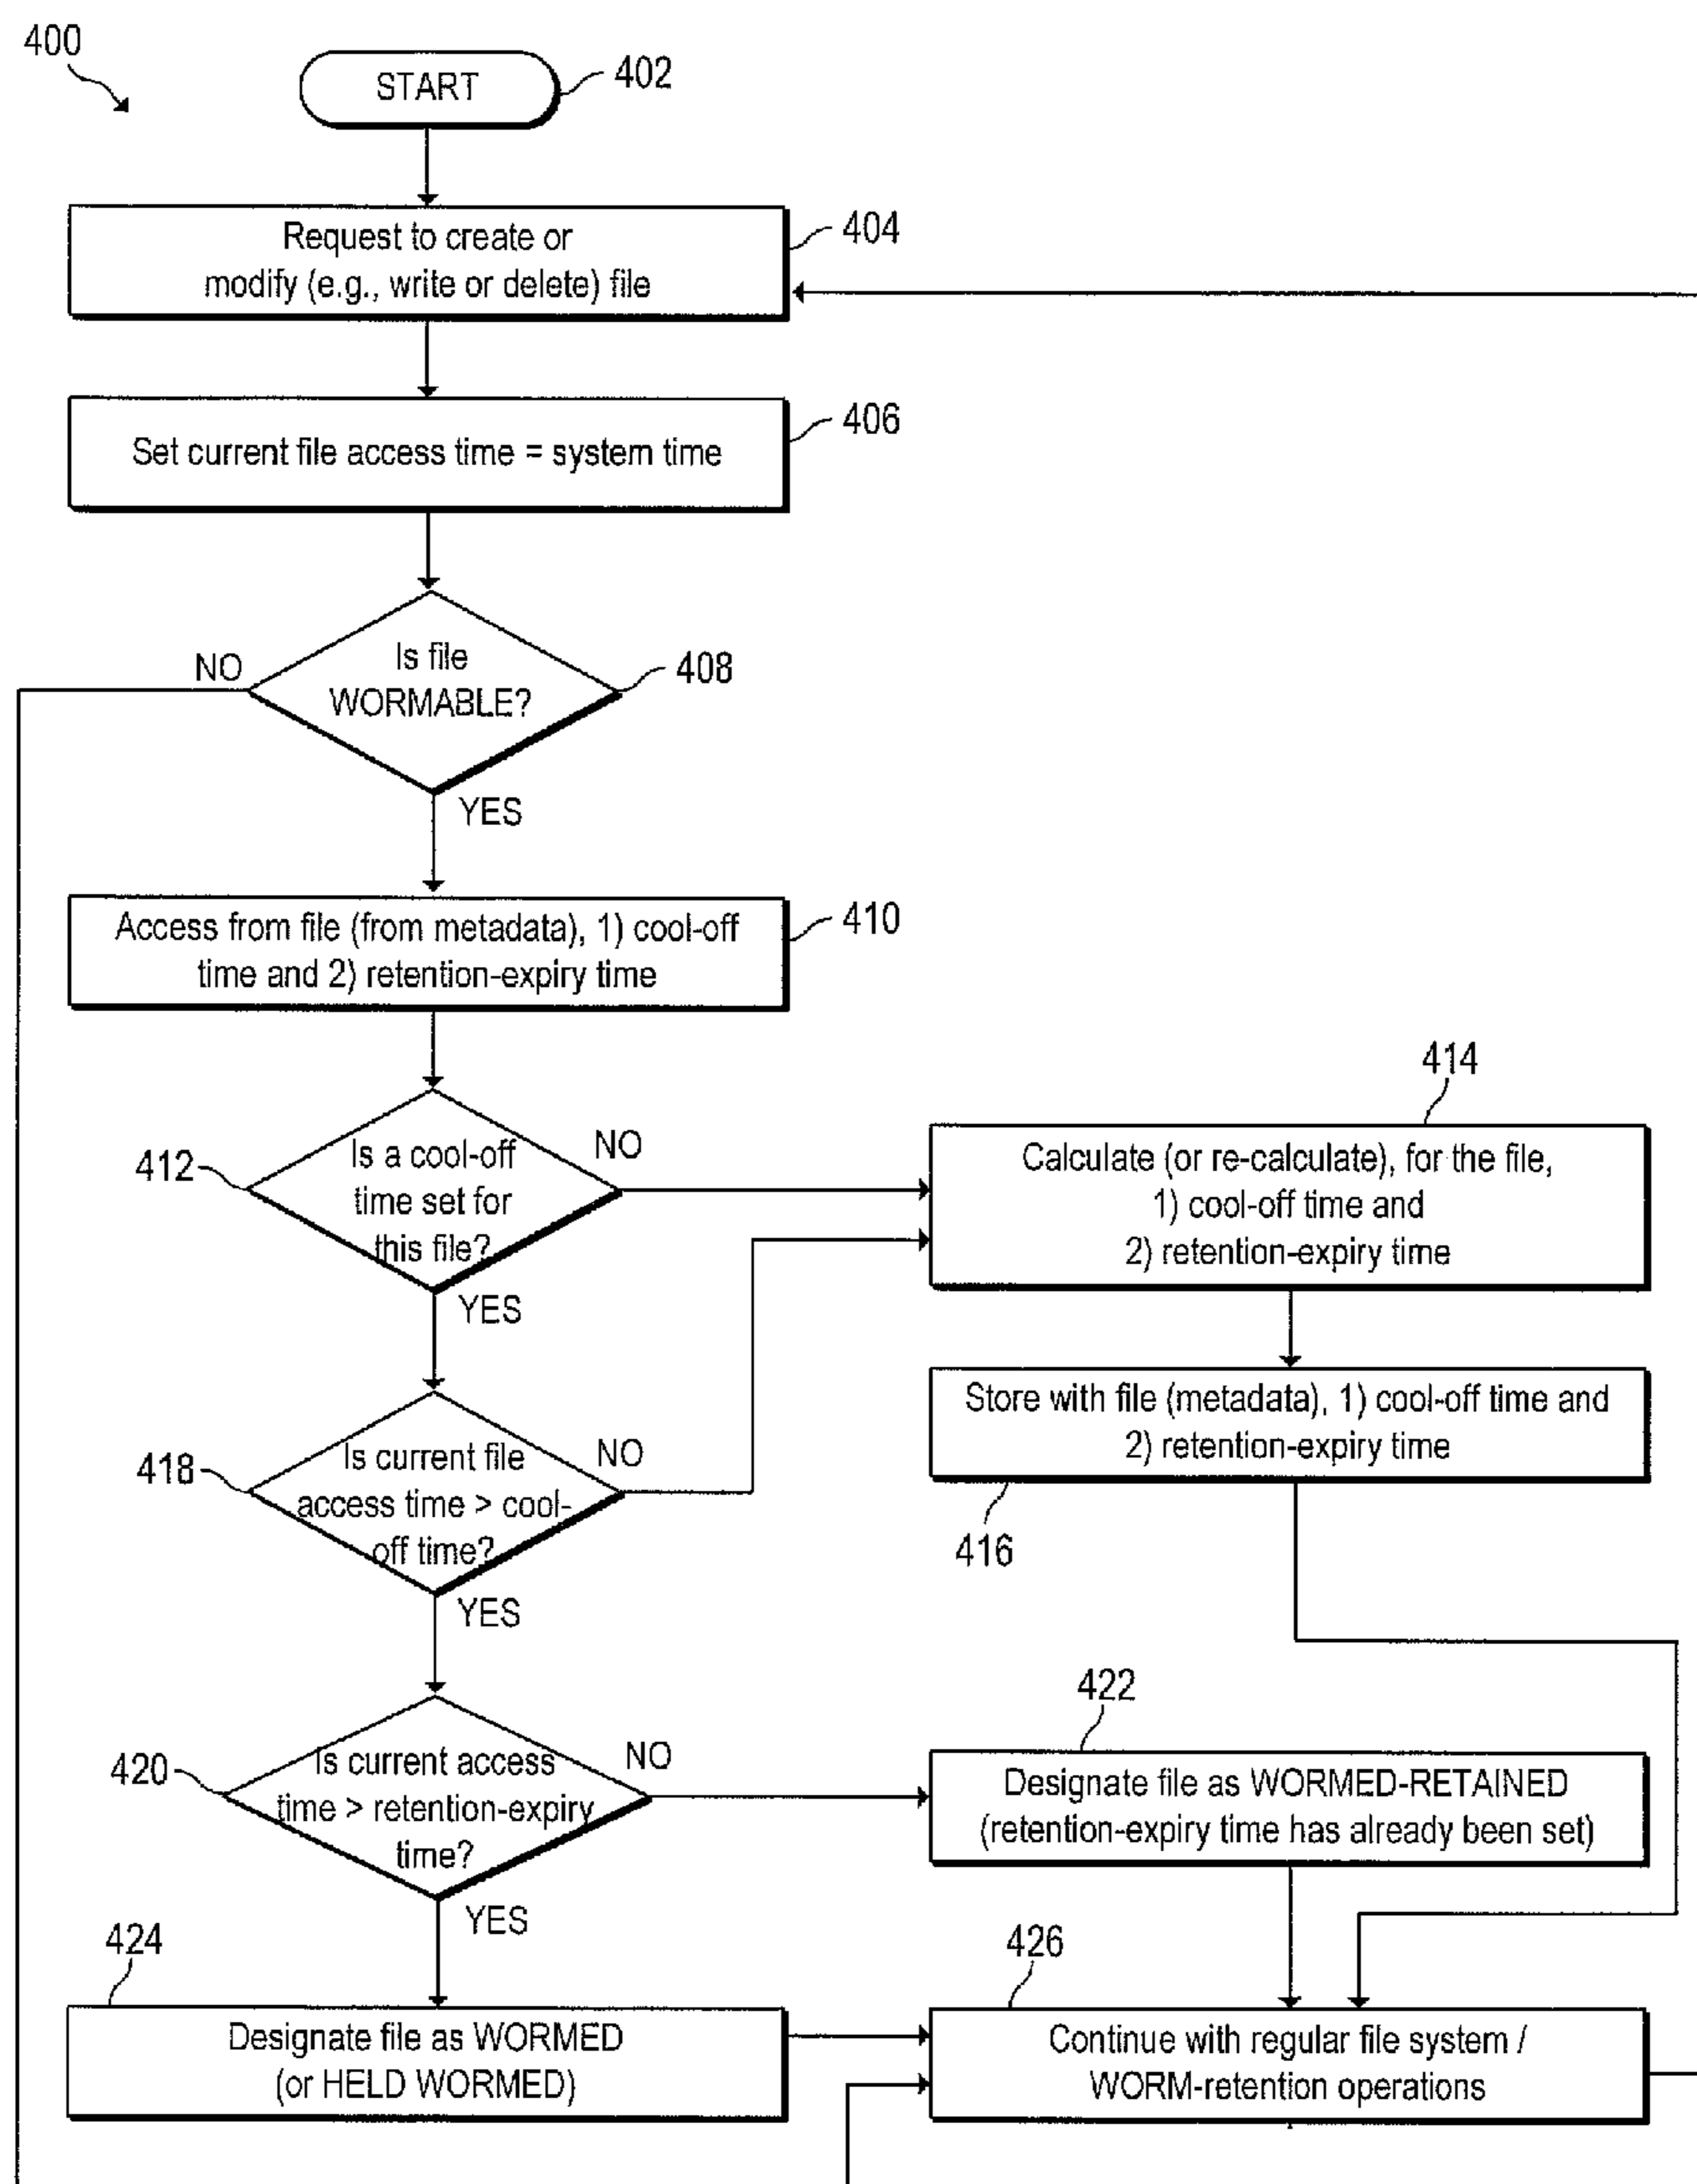 400
START
402
Request to create or
modify (e.g., write or delete) file
404
Set current file access time = system time
406
Is file
WORMABLE?
408
NO
YES
Access from file (from metadata), 1) cool-off
time and 2) retention-expiry time
410
412
Is a cool-off
time set for
this file?
NO
YES
414
Calculate (or re-calculate), for the file,
1) cool-off time and
2) retention-expiry time
Store with file (metadata), 1) cool-off time and
2) retention-expiry time
416
418
Is current file
access time > cool-
off time?
NO
YES
420
Is current access
time > retention-expiry
time?
NO
YES
422
Designate file as WORMED-RETAINED
(retention-expiry time has already been set)
424
Designate file as WORMED
(or HELD WORMED)
426
Continue with regular file system /
WORM-retention operations